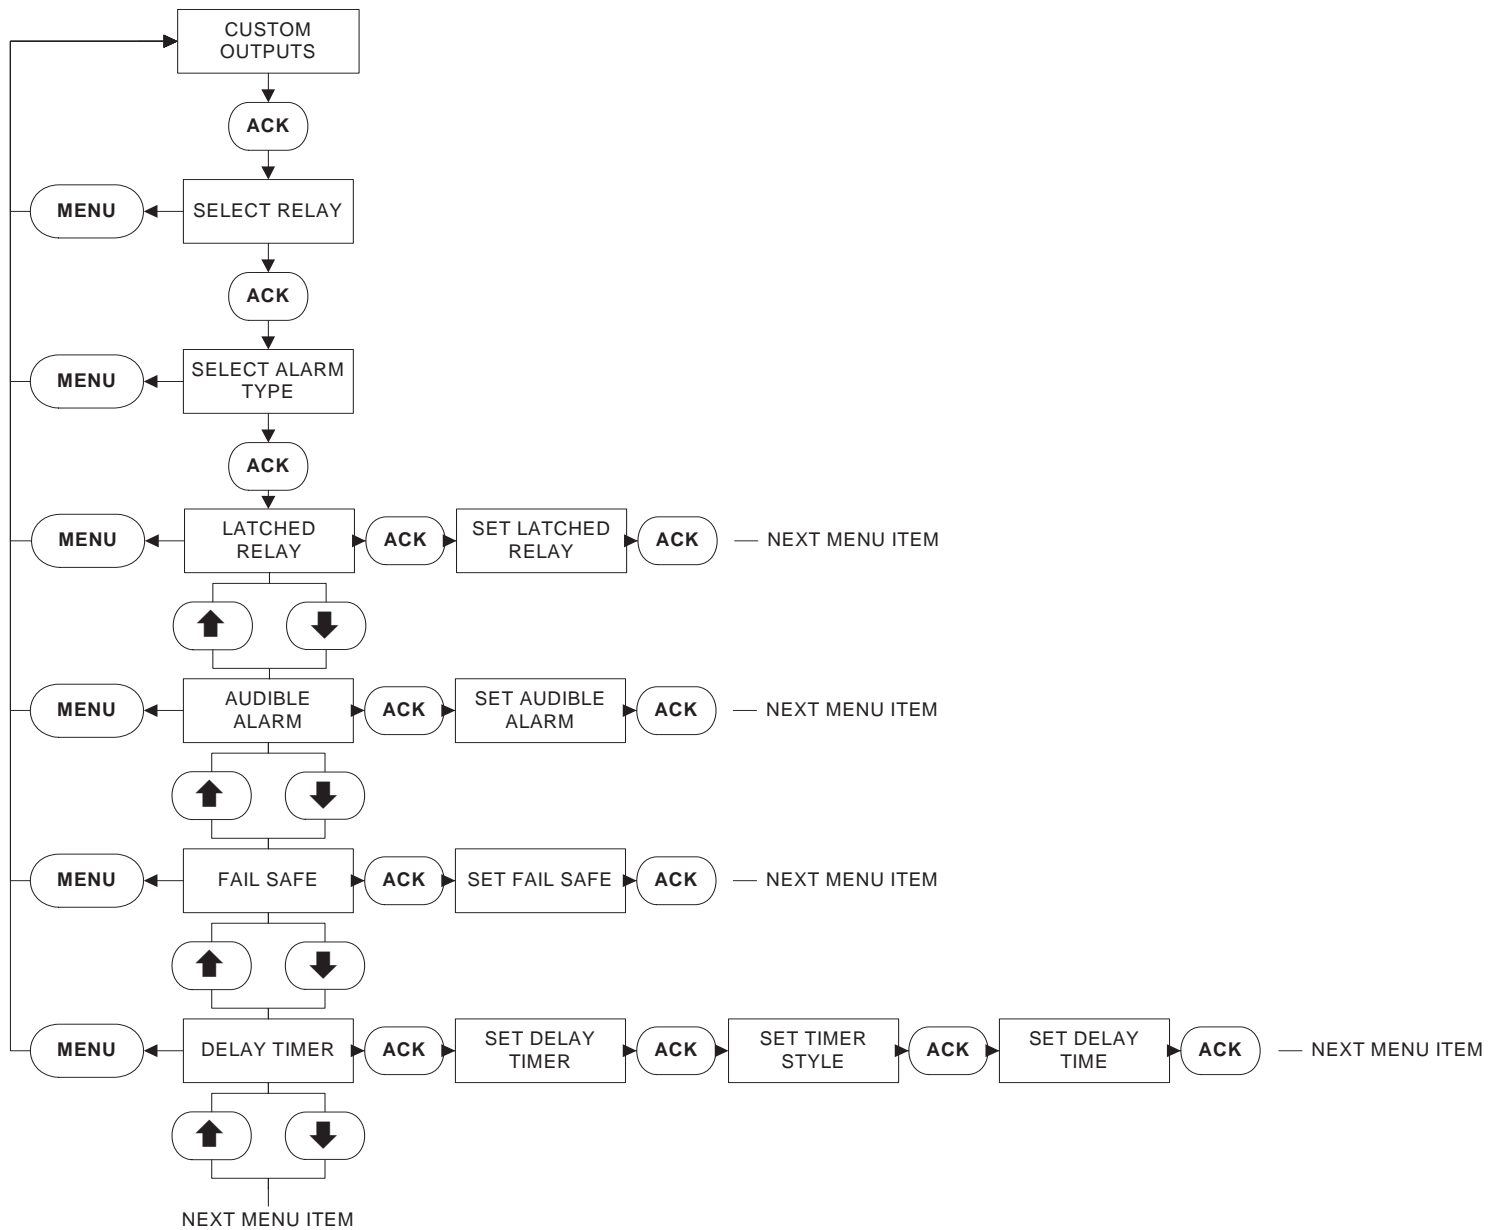 CUSTOM
OUTPUTS
ACK
MENU
SELECT RELAY
ACK
MENU
SELECT ALARM
TYPE
ACK
MENU
LATCHED
RELAY
ACK
SET LATCHED
RELAY
ACK
NEXT MENU ITEM
MENU
AUDIBLE
ALARM
ACK
SET AUDIBLE
ALARM
ACK
NEXT MENU ITEM
MENU
FAIL SAFE
ACK
SET FAIL SAFE
ACK
NEXT MENU ITEM
MENU
DELAY TIMER
ACK
SET DELAY
TIMER
ACK
SET TIMER
STYLE
ACK
SET DELAY
TIME
ACK
NEXT MENU ITEM
NEXT MENU ITEM